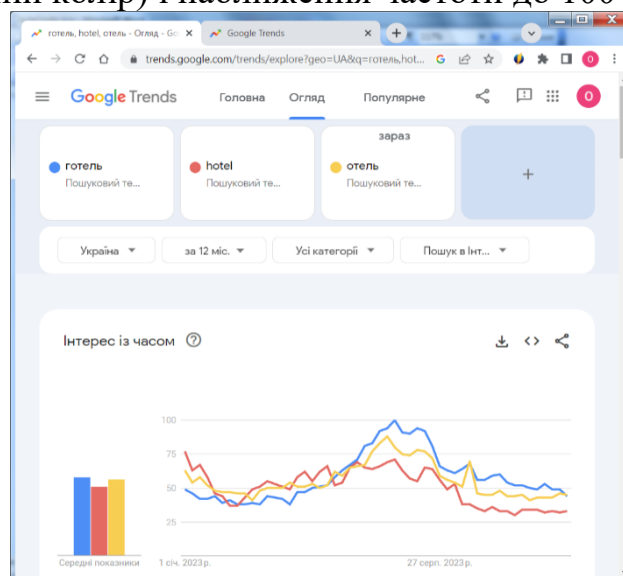 ній колір) і наближення частоти до 100
готель, hotel, отель - Огляд - Go
Google Trends
trends.google.com/trends/explore?geo=UA&q=готель,hot...
Google Trends
Головна
Огляд
Популярне зараз
готель
Пошуковий те...
hotel
Пошуковий те...
отель
Пошуковий те...
+
Україна
за 12 міс.
Усі категорії
Пошук в Інт...
Інтерес із часом
100
75
50
25
Середні показники
1 січ. 2023 р.
27 серп. 2023 р.